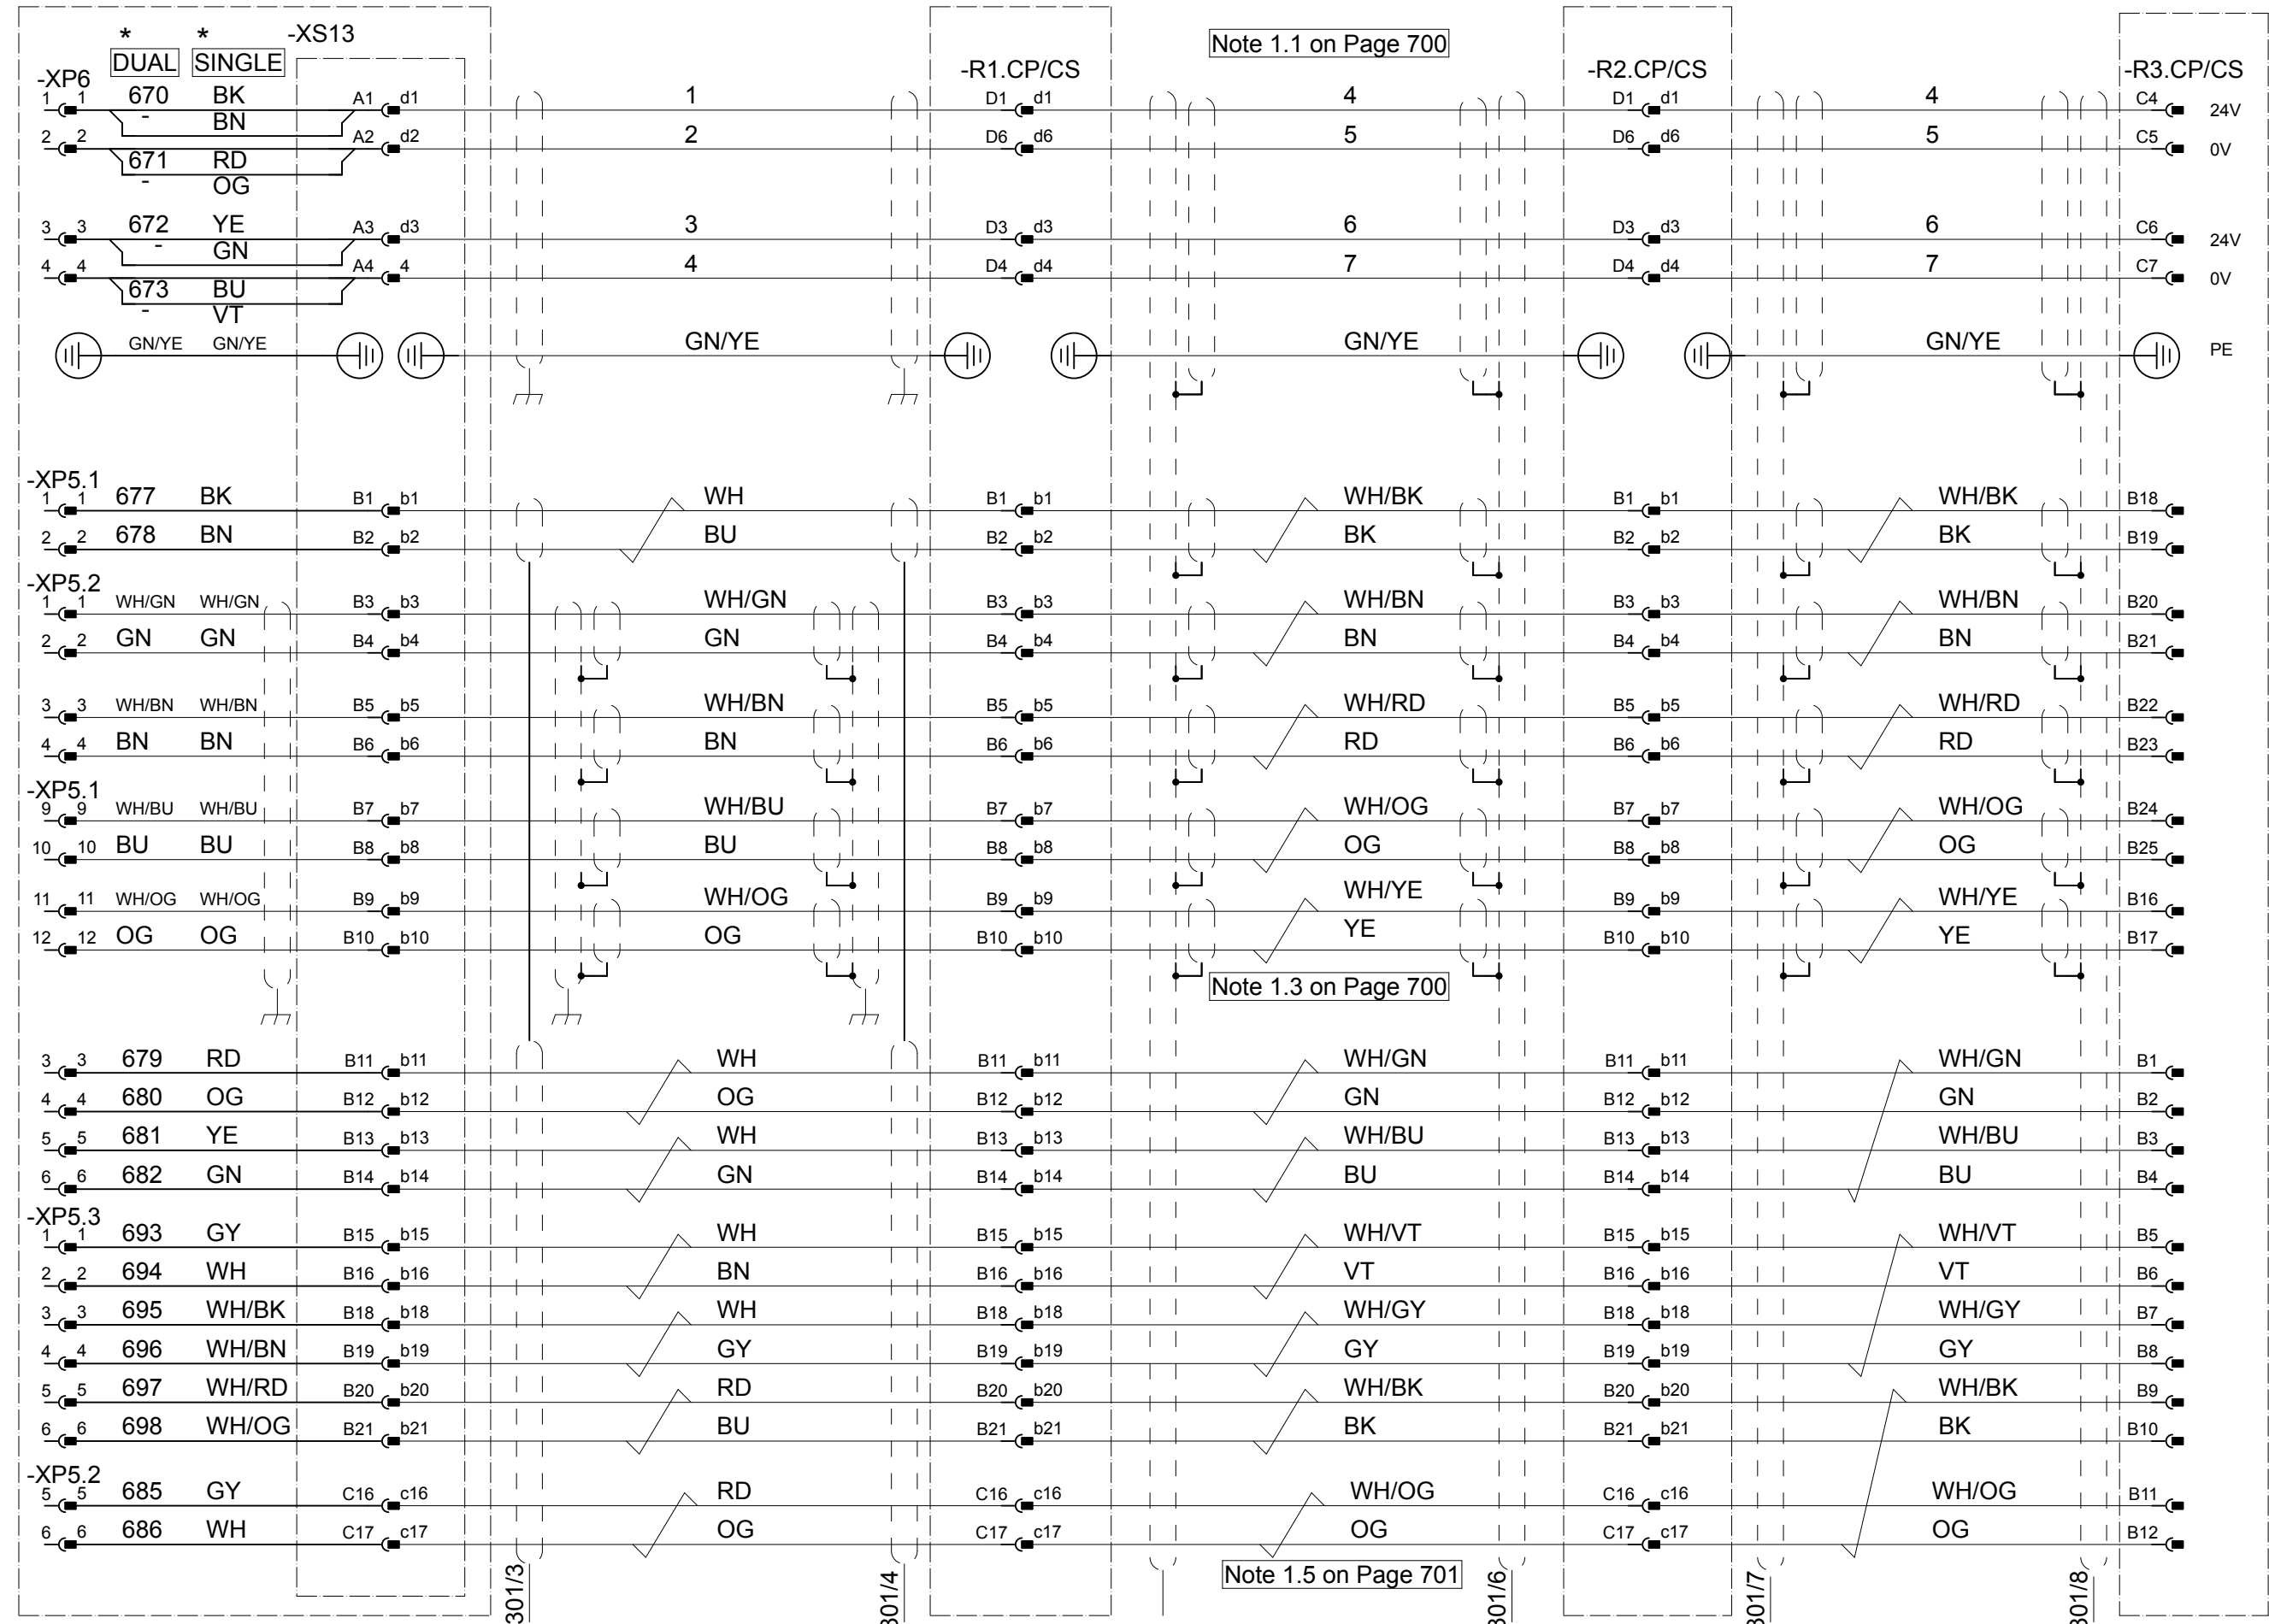 * * -XS13 Note 1.1 on Page 700
DUAL SINGLE
-XP6 -R1.CP/CS -R2.CP/CS -R3.CP/CS
1 1 670 BK A1 d1 1 D1 d1 4 D1 d1 4 C4 24V
- BN
2 2 A2 d2 2 D6 d6 5 D6 d6 5 C5 0V
671 RD
- OG
3 3 672 YE A3 d3 3 D3 d3 6 D3 d3 6 C6 24V
- GN
4 4 A4 4 4 D4 d4 7 D4 d4 7 C7 0V
673 BU
- VT
GN/YE GN/YE GN/YE GN/YE GN/YE PE
-XP5.1
1 1 677 BK B1 b1 WH B1 b1 WH/BK B1 b1 WH/BK B18
2 2 678 BN B2 b2 BU B2 b2 BK B2 b2 BK B19
-XP5.2
1 1 WH/GN WH/GN B3 b3 WH/GN B3 b3 WH/BN B3 b3 WH/BN B20
2 2 GN GN B4 b4 GN B4 b4 BN B4 b4 BN B21
3 3 WH/BN WH/BN B5 b5 WH/BN B5 b5 WH/RD B5 b5 WH/RD B22
4 4 BN BN B6 b6 BN B6 b6 RD B6 b6 RD B23
-XP5.1
9 9 WH/BU WH/BU B7 b7 WH/BU B7 b7 WH/OG B7 b7 WH/OG B24
10 10 BU BU B8 b8 BU B8 b8 OG B8 b8 OG B25
11 11 WH/OG WH/OG B9 b9 WH/OG B9 b9 WH/YE B9 b9 WH/YE B16
12 12 OG OG B10 b10 OG B10 b10 YE B10 b10 YE B17
Note 1.3 on Page 700
3 3 679 RD B11 b11 WH B11 b11 WH/GN B11 b11 WH/GN B1
4 4 680 OG B12 b12 OG B12 b12 GN B12 b12 GN B2
5 5 681 YE B13 b13 WH B13 b13 WH/BU B13 b13 WH/BU B3
6 6 682 GN B14 b14 GN B14 b14 BU B14 b14 BU B4
-XP5.3
1 1 693 GY B15 b15 WH B15 b15 WH/VT B15 b15 WH/VT B5
2 2 694 WH B16 b16 BN B16 b16 VT B16 b16 VT B6
3 3 695 WH/BK B18 b18 WH B18 b18 WH/GY B18 b18 WH/GY B7
4 4 696 WH/BN B19 b19 GY B19 b19 GY B19 b19 GY B8
5 5 697 WH/RD B20 b20 RD B20 b20 WH/BK B20 b20 WH/BK B9
6 6 698 WH/OG B21 b21 BU B21 b21 BK B21 b21 BK B10
-XP5.2
5 5 685 GY C16 c16 RD C16 c16 WH/OG C16 c16 WH/OG B11
6 6 686 WH C17 c17 OG C17 c17 OG C17 c17 OG B12
Note 1.5 on Page 701
301/3 301/4 301/6 301/7 301/8